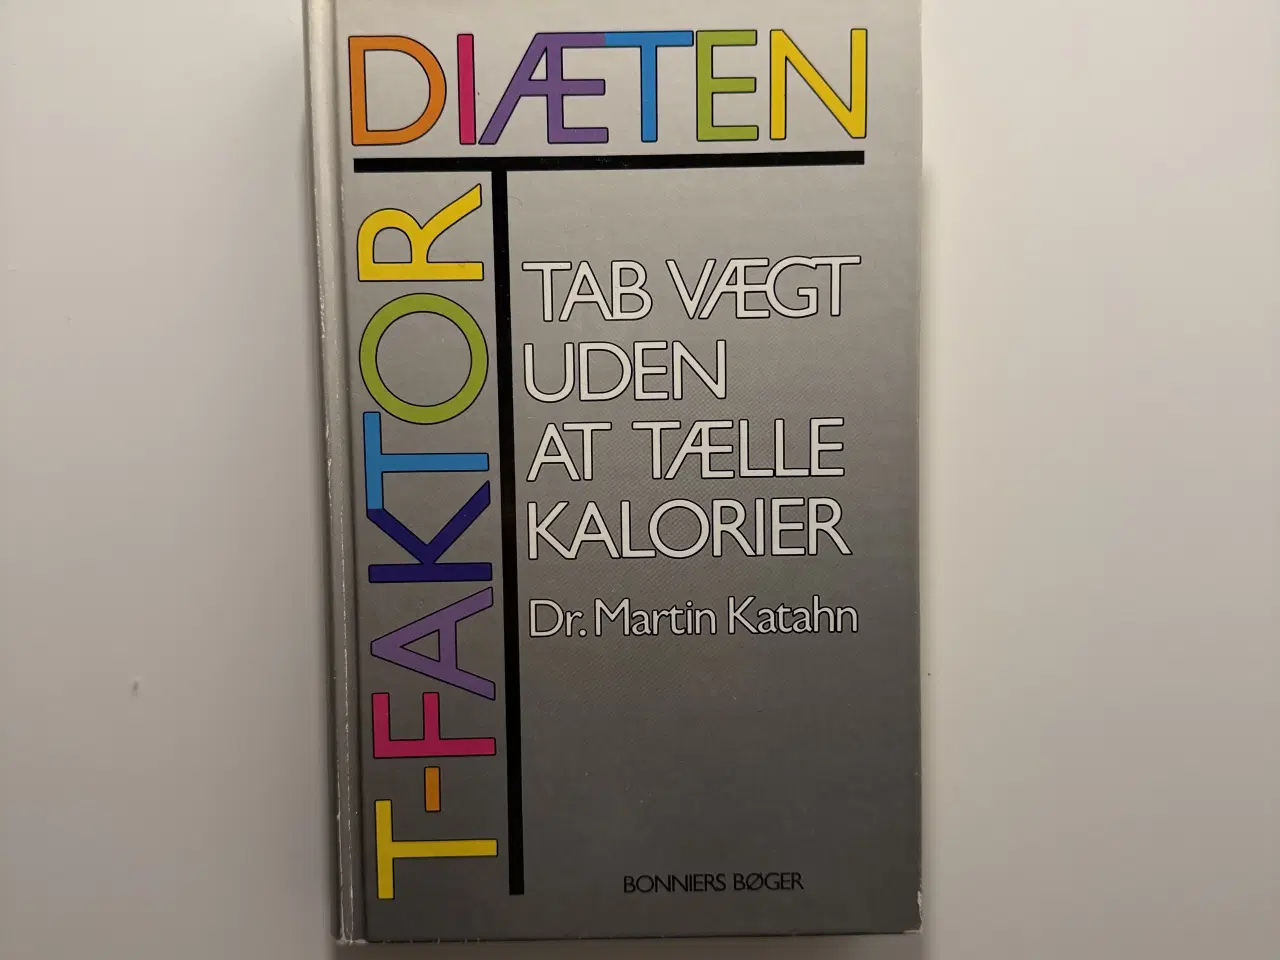 T-FAKTOR
DIÆTEN
TAB VÆGT
UDEN
AT TÆLLE
KALORIER
Dr. Martin Katahn
BONNIERS BØGER